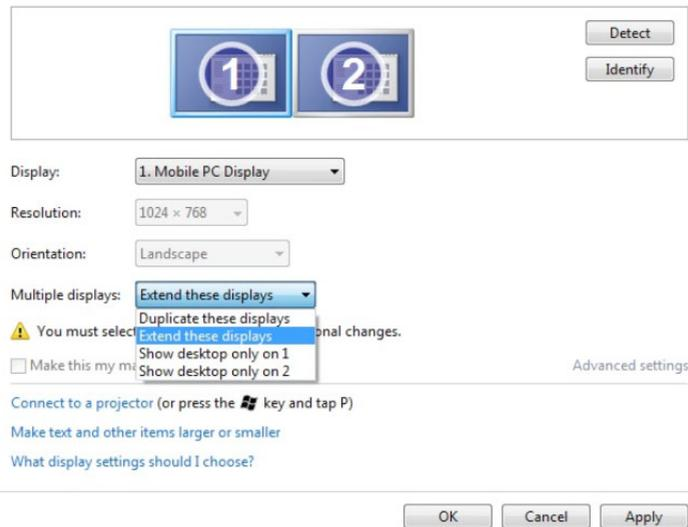 1
2
Detect
Identify
Display: 1. Mobile PC Display
Resolution: 1024 × 768
Orientation: Landscape
Multiple displays: Extend these displays
Duplicate these displays
You must select onal changes.
Extend these displays
Show desktop only on 1
Make this my ma Advanced settings
Show desktop only on 2
Connect to a projector (or press the key and tap P)
Make text and other items larger or smaller
What display settings should I choose?
OK Cancel Apply